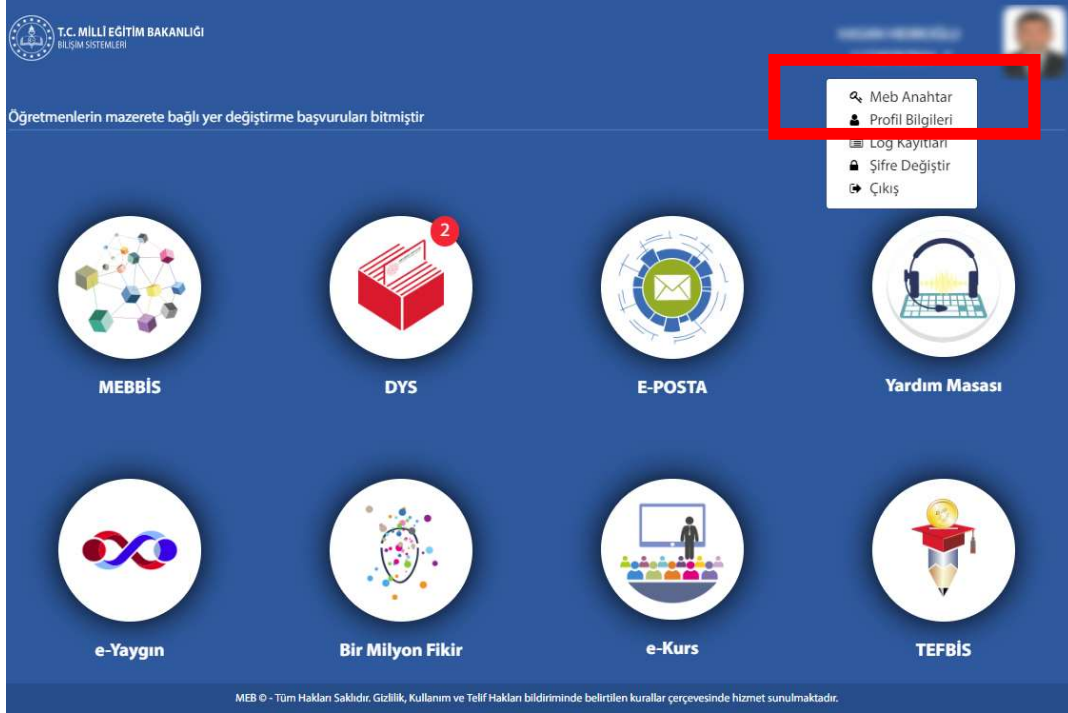 T.C. MİLLÎ EĞİTİM BAKANLIĞI
BİLİŞİM SİSTEMLERİ
Meb Anahtar
Öğretmenlerin mazerete bağlı yer değiştirme başvuruları bitmiştir
Profil Bilgileri
Log Kayıtları
Şifre Değiştir
Çıkış
2
MEBBİS
DYS
E-POSTA
Yardım Masası
e-Yaygın
Bir Milyon Fikir
e-Kurs
TEFBİS
MEB © - Tüm Hakları Saklıdır. Gizlilik, Kullanım ve Telif Hakları bildiriminde belirtilen kurallar çerçevesinde hizmet sunulmaktadır.